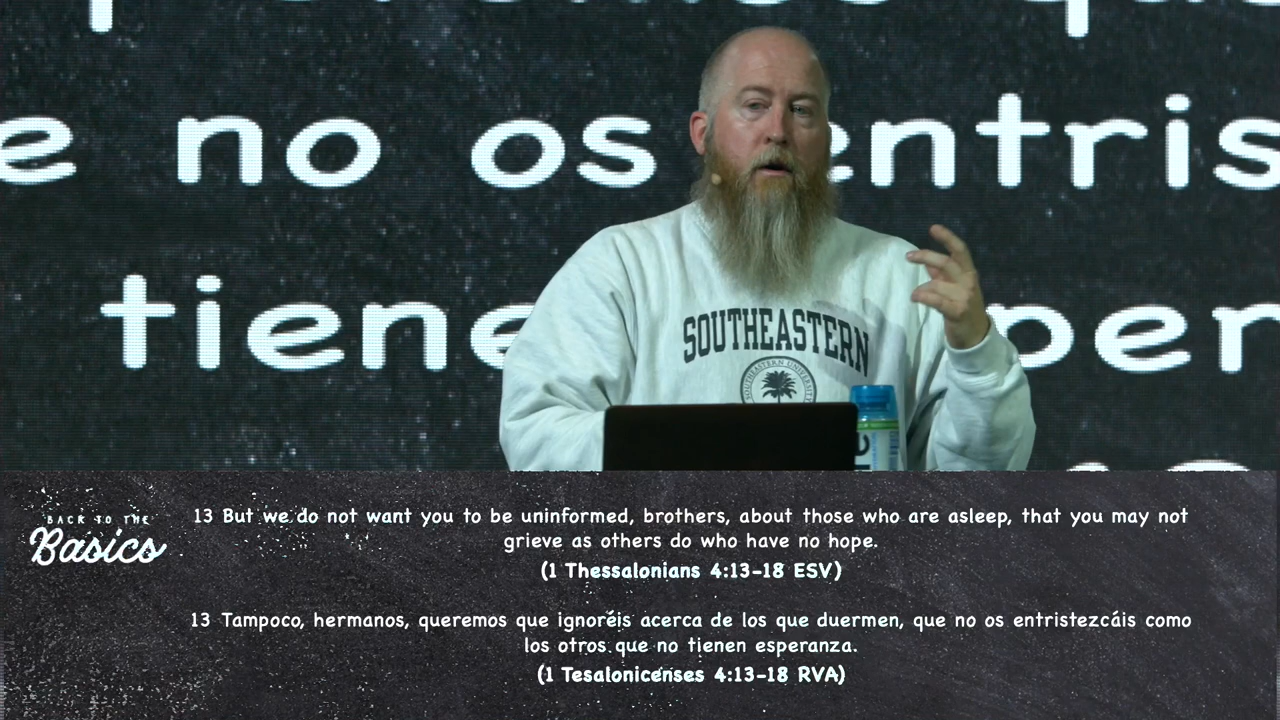 e no os entris
tiene per
SOUTHEASTERN
SOUTHEASTERN UNIVERSITY
BACK TO THE
Basics
13 But we do not want you to be uninformed, brothers, about those who are asleep, that you may not
grieve as others do who have no hope.
(1 Thessalonians 4:13-18 ESV)
13 Tampoco, hermanos, queremos que ignoréis acerca de los que duermen, que no os entristezcáis como
los otros que no tienen esperanza.
(1 Tesalonicenses 4:13-18 RVA)